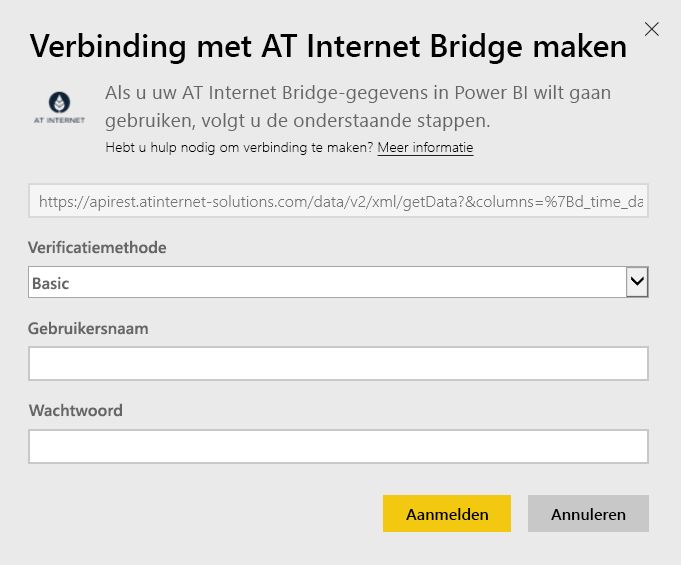 Verbinding met AT Internet Bridge maken
AT INTERNET
Als u uw AT Internet Bridge-gegevens in Power BI wilt gaan
gebruiken, volgt u de onderstaande stappen.
Hebt u hulp nodig om verbinding te maken? Meer informatie
https://apirest.atinternet-solutions.com/data/v2/xml/getData?&columns=%7Bd_time_da
Verificatiemethode
Basic
Gebruikersnaam
Wachtwoord
Aanmelden
Annuleren